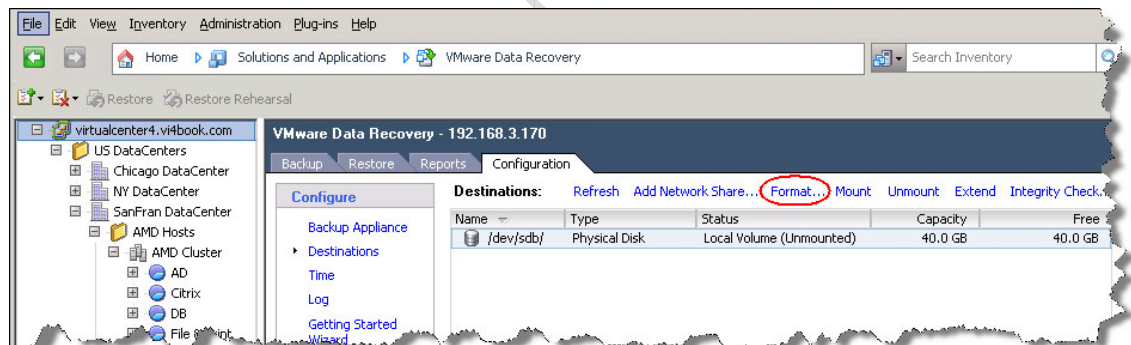 File Edit View Inventory Administration Plug-ins Help
Home Solutions and Applications VMware Data Recovery Search Inventory
Restore Restore Rehearsal
virtualcenter4.vi4book.com
US DataCenters
Chicago DataCenter
NY DataCenter
SanFran DataCenter
AMD Hosts
AMD Cluster
AD
Citrix
DB
File
VMware Data Recovery - 192.168.3.170
Backup Restore Reports Configuration
Configure
Backup Appliance
Destinations
Time
Log
Getting Started
Wizard
Destinations: Refresh Add Network Share... Format... Mount Unmount Extend Integrity Check
Name Type Status Capacity Free
/dev/sdb/ Physical Disk Local Volume (Unmounted) 40.0 GB 40.0 GB